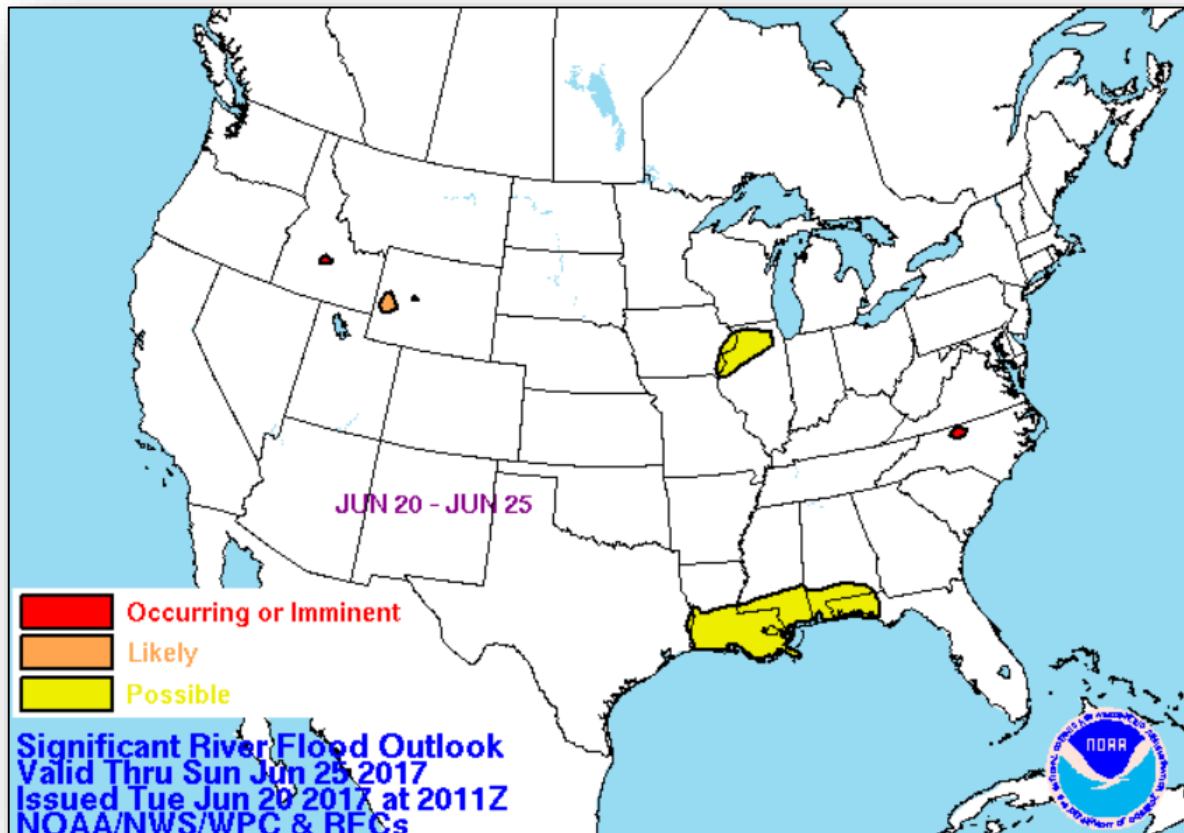 JUN 20 - JUN 25
Occurring or Imminent
Likely
Possible
Significant River Flood Outlook
Valid Thru Sun Jun 25 2017
Issued Tue Jun 20 2017 at 2011Z
NOAA/NWS/WPC & RFCs
NOAA